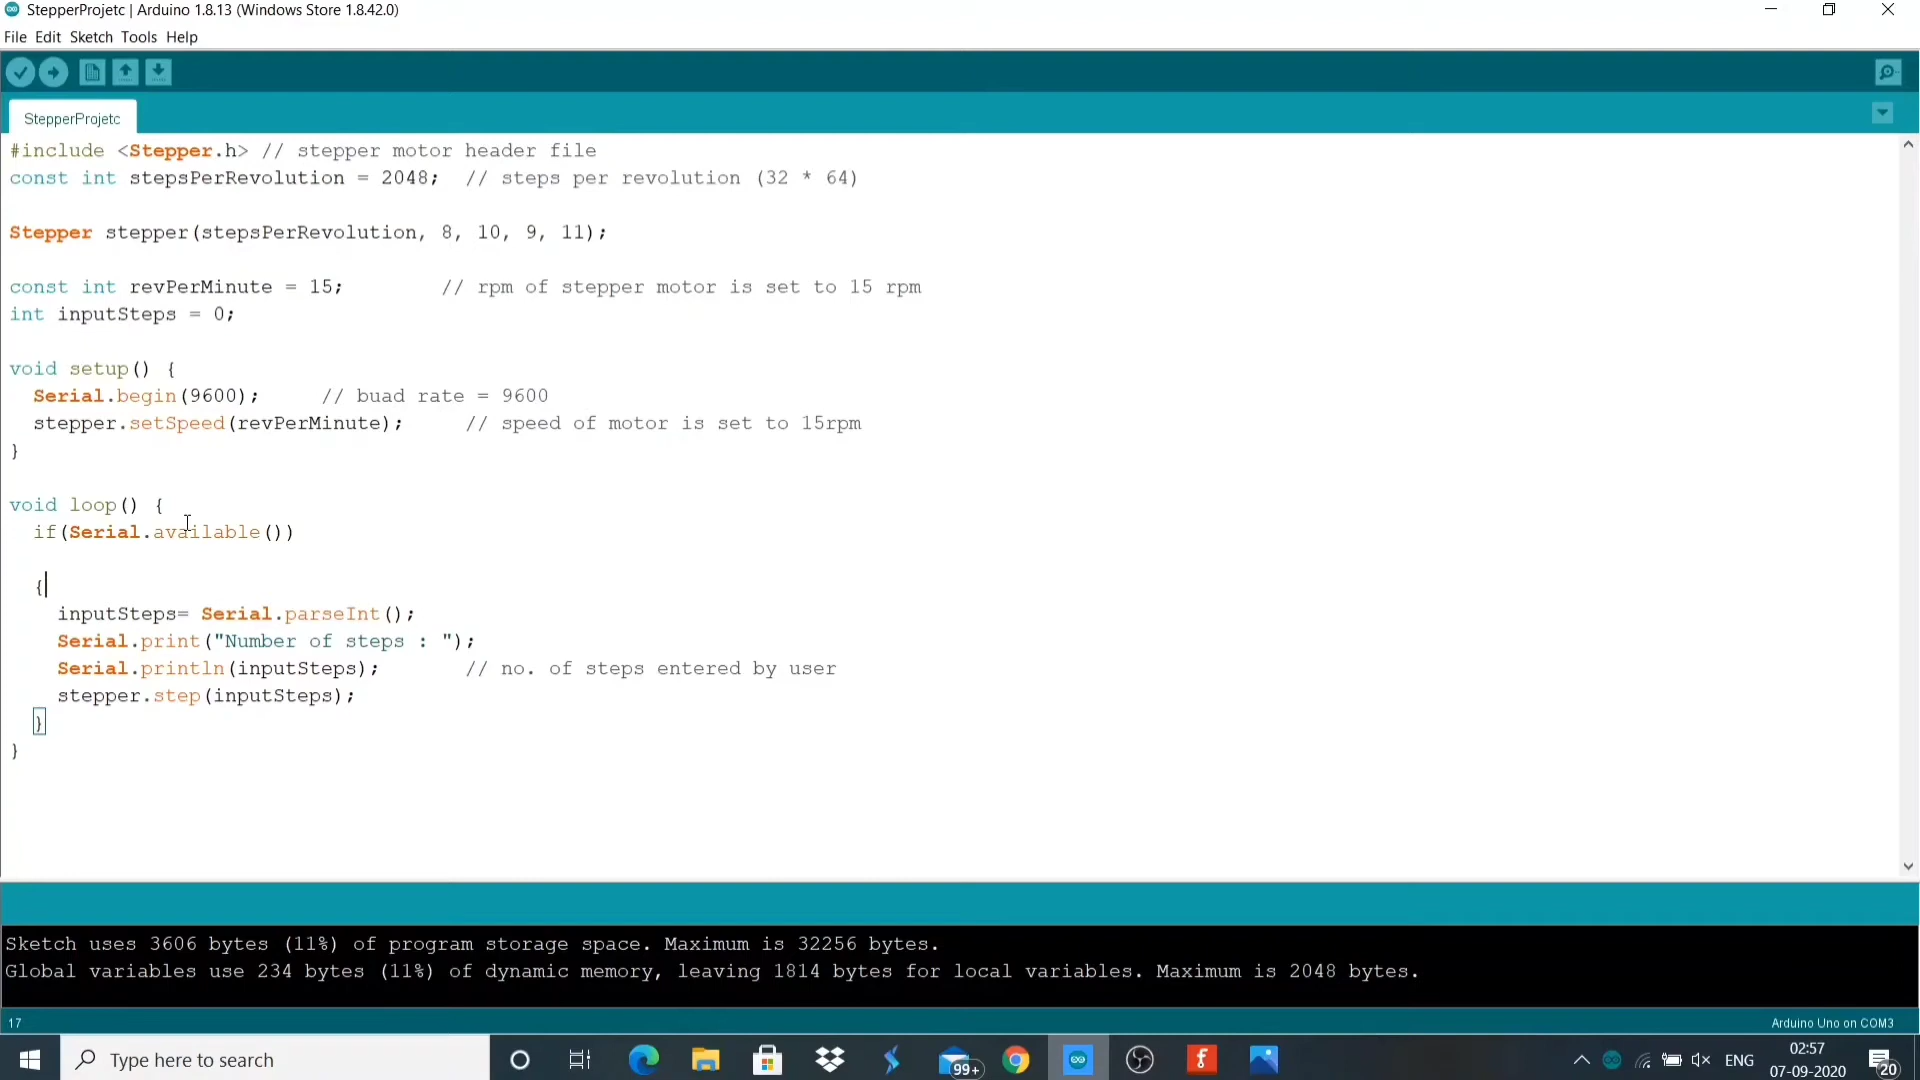 StepperProjetc | Arduino 1.8.13 (Windows Store 1.8.42.0)
File Edit Sketch Tools Help
StepperProjetc
#include <Stepper.h> // stepper motor header file
const int stepsPerRevolution = 2048;  // steps per revolution (32 * 64)
Stepper stepper(stepsPerRevolution, 8, 10, 9, 11);
const int revPerMinute = 15;        // rpm of stepper motor is set to 15 rpm
int inputSteps = 0;
void setup() {
  Serial.begin(9600);     // buad rate = 9600
  stepper.setSpeed(revPerMinute);     // speed of motor is set to 15rpm
}
void loop() {
  if(Serial.available())
  {
    inputSteps= Serial.parseInt();
    Serial.print("Number of steps : ");
    Serial.println(inputSteps);       // no. of steps entered by user
    stepper.step(inputSteps);
  }
}
Sketch uses 3606 bytes (11%) of program storage space. Maximum is 32256 bytes.
Global variables use 234 bytes (11%) of dynamic memory, leaving 1814 bytes for local variables. Maximum is 2048 bytes.
17
Arduino Uno on COM3
Type here to search
99+
ENG
02:57
07-09-2020
20